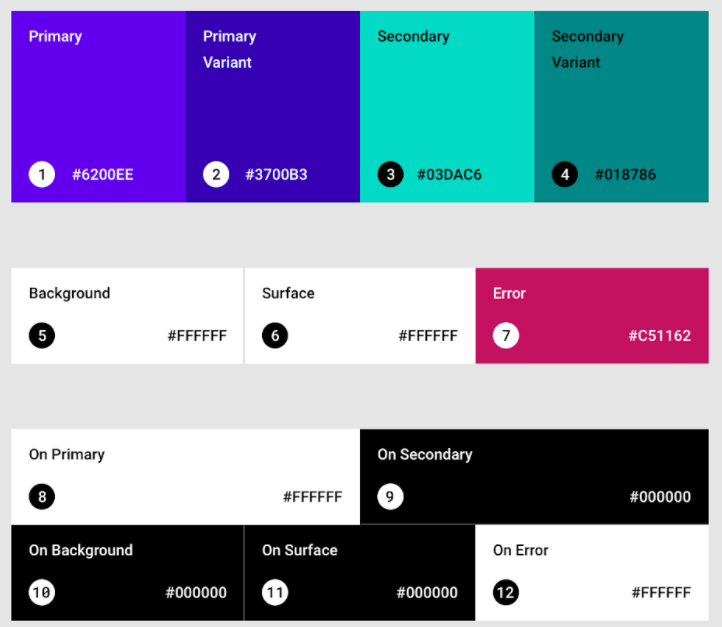 Primary
Primary
Variant
Secondary
Secondary
Variant
1 #6200EE
2 #3700B3
3 #03DAC6
4 #018786
Background
5 #FFFFFF
Surface
6 #FFFFFF
Error
7 #C51162
On Primary
8 #FFFFFF
On Secondary
9 #000000
On Background
10 #000000
On Surface
11 #000000
On Error
12 #FFFFFF